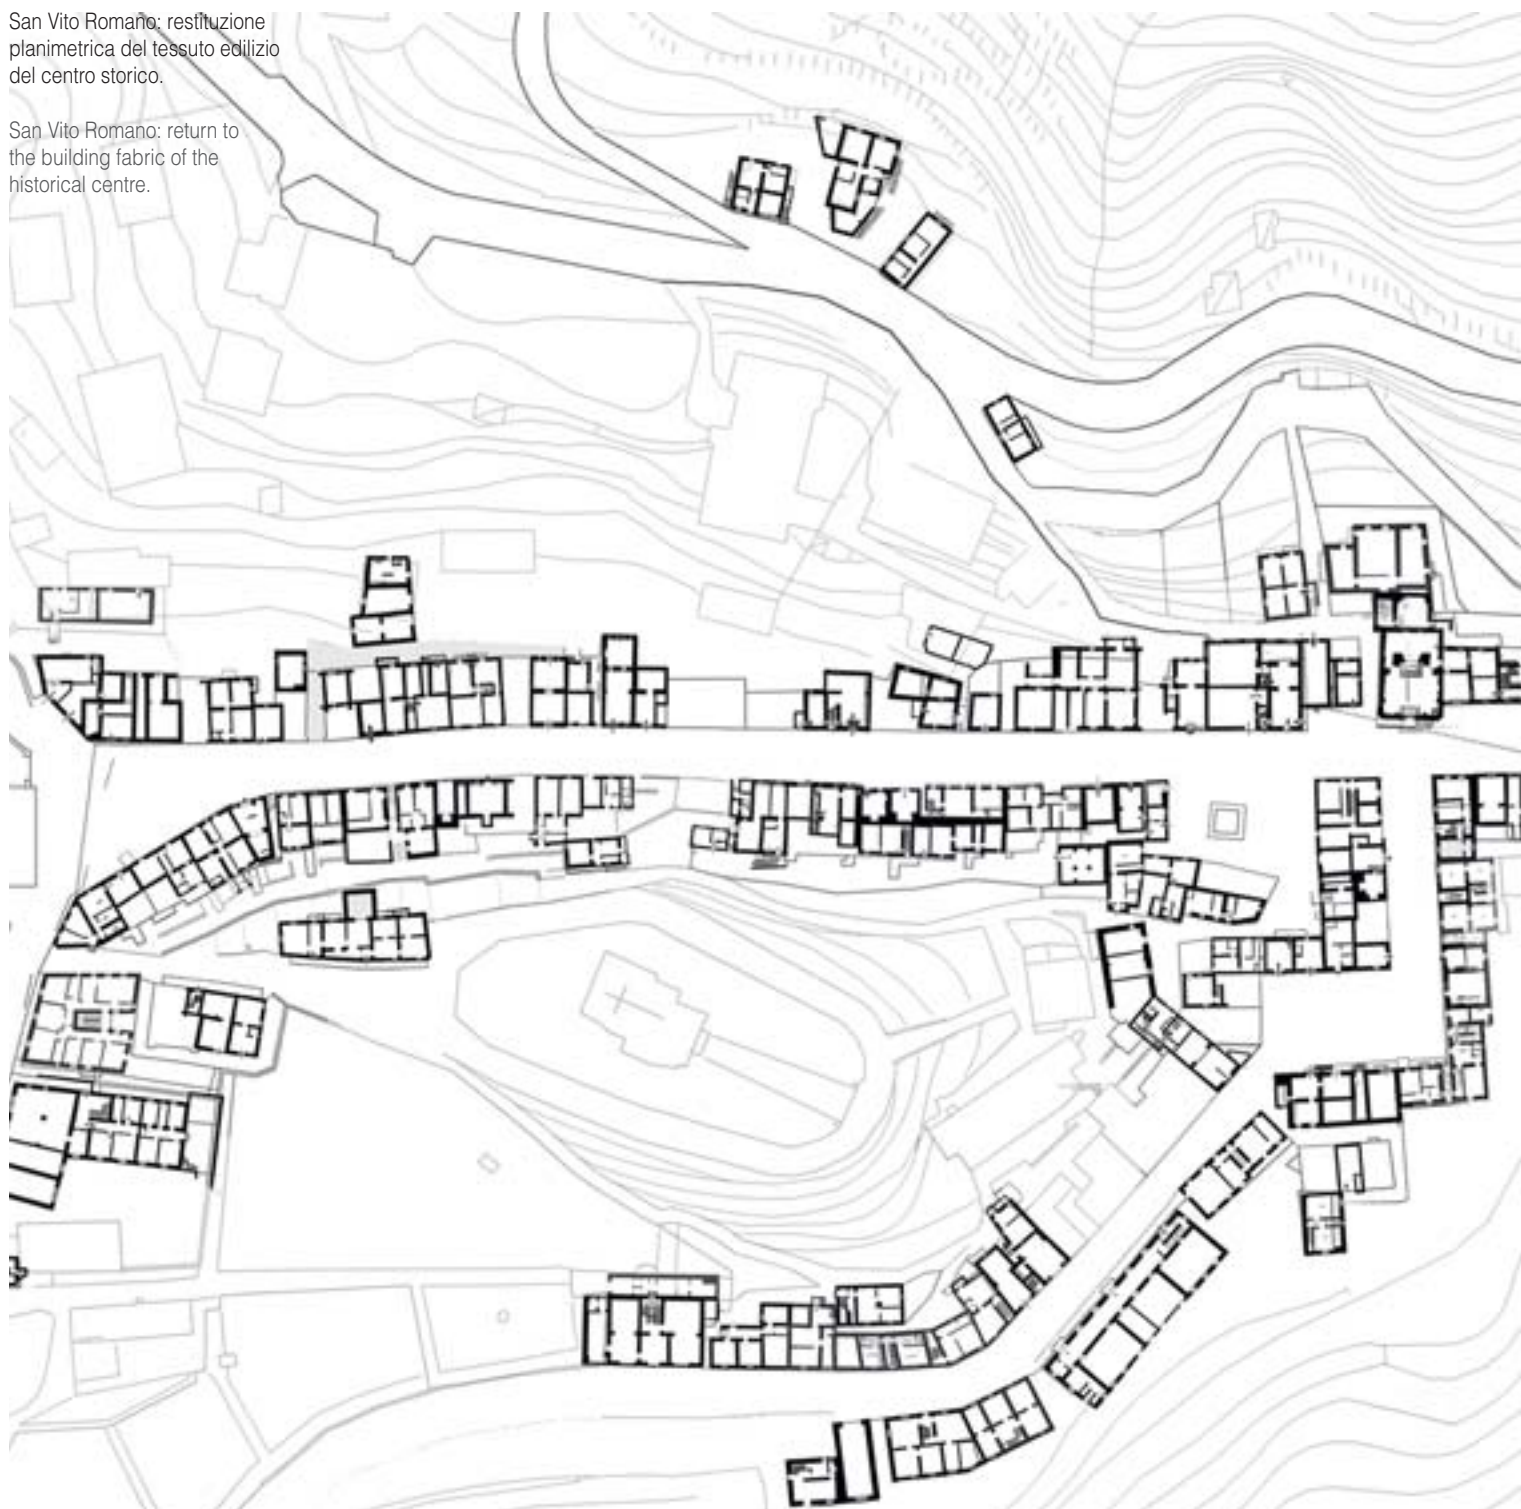 San Vito Romano: restituzione
planimetrica del tessuto edilizio
del centro storico.
San Vito Romano: return to
the building fabric of the
historical centre.